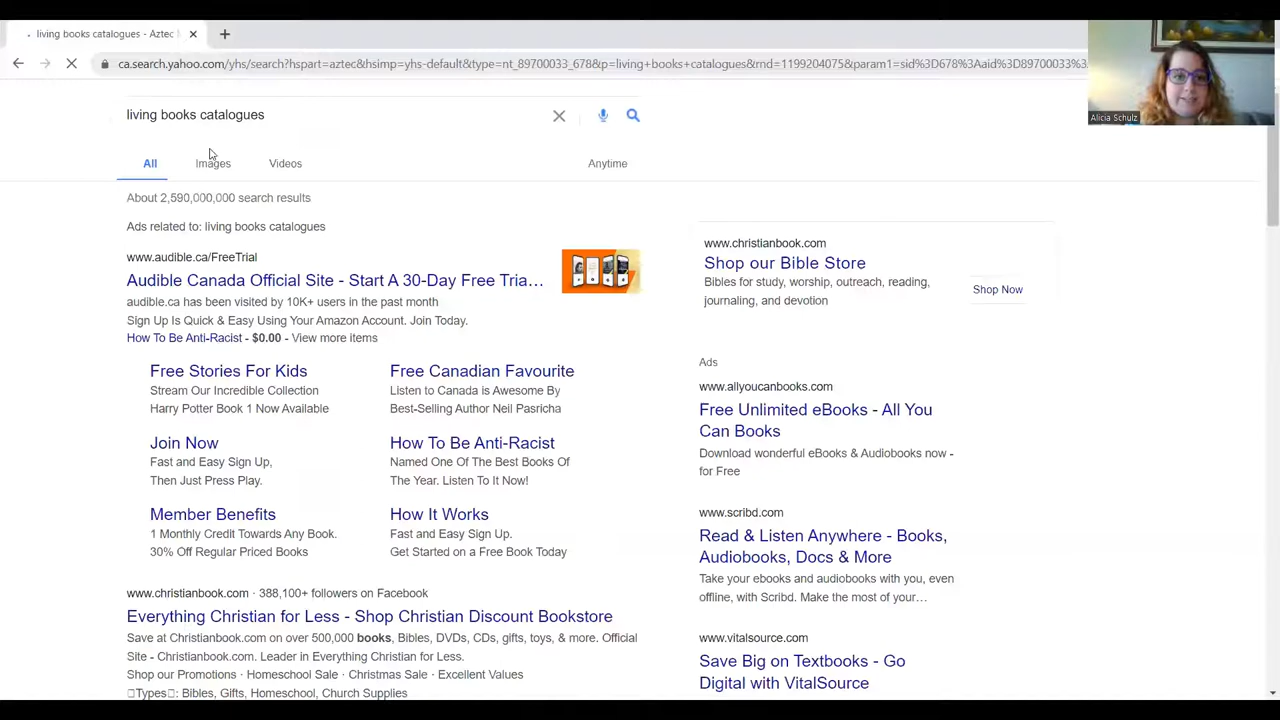 living books catalogues - Aztec
ca.search.yahoo.com/yhs/search?hspart=aztec&hsimp=yhs-default&type=nt_89700033_678&p=living+books+catalogues&rnd=1199204075&param1=sid%3D678%3Aaid%3D89700033%
Alicia Schulz
living books catalogues
All
Images
Videos
Anytime
About 2,590,000,000 search results
Ads related to: living books catalogues
www.audible.ca/FreeTrial
Audible Canada Official Site - Start A 30-Day Free Tria...
audible.ca has been visited by 10K+ users in the past month
Sign Up Is Quick & Easy Using Your Amazon Account. Join Today.
How To Be Anti-Racist - $0.00 - View more items
Free Stories For Kids
Stream Our Incredible Collection
Harry Potter Book 1 Now Available
Free Canadian Favourite
Listen to Canada is Awesome By
Best-Selling Author Neil Pasricha
Join Now
Fast and Easy Sign Up,
Then Just Press Play.
How To Be Anti-Racist
Named One Of The Best Books Of
The Year. Listen To It Now!
Member Benefits
1 Monthly Credit Towards Any Book.
30% Off Regular Priced Books
How It Works
Fast and Easy Sign Up.
Get Started on a Free Book Today
www.christianbook.com · 388,100+ followers on Facebook
Everything Christian for Less - Shop Christian Discount Bookstore
Save at Christianbook.com on over 500,000 books, Bibles, DVDs, CDs, gifts, toys, & more. Official
Site - Christianbook.com. Leader in Everything Christian for Less.
Shop our Promotions · Homeschool Sale · Christmas Sale · Excellent Values
Types: Bibles, Gifts, Homeschool, Church Supplies
www.christianbook.com
Shop our Bible Store
Bibles for study, worship, outreach, reading,
journaling, and devotion
Shop Now
Ads
www.allyoucanbooks.com
Free Unlimited eBooks - All You
Can Books
Download wonderful eBooks & Audiobooks now -
for Free
www.scribd.com
Read & Listen Anywhere - Books,
Audiobooks, Docs & More
Take your ebooks and audiobooks with you, even
offline, with Scribd. Make the most of your...
www.vitalsource.com
Save Big on Textbooks - Go
Digital with VitalSource